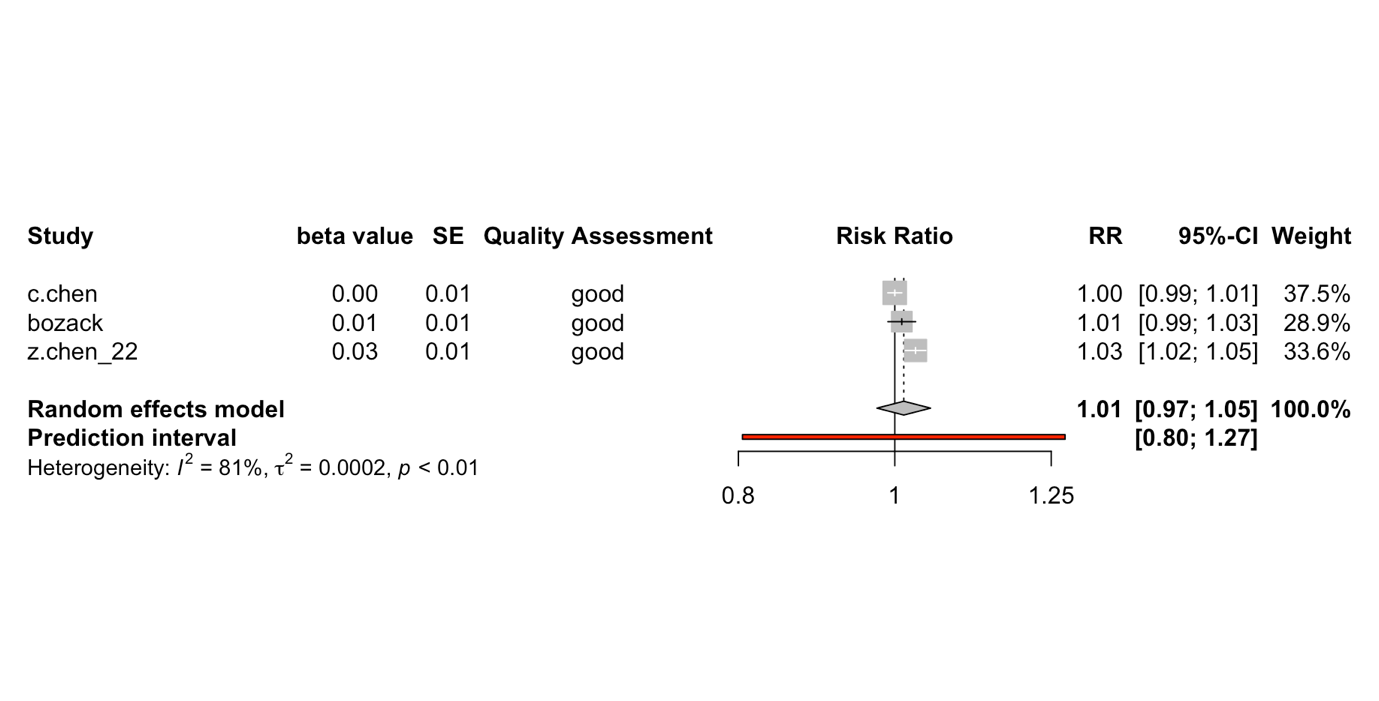 Study beta value SE Quality Assessment Risk Ratio RR 95%-CI Weight
c.chen 0.00 0.01 good 1.00 [0.99; 1.01] 37.5%
bozack 0.01 0.01 good 1.01 [0.99; 1.03] 28.9%
z.chen_22 0.03 0.01 good 1.03 [1.02; 1.05] 33.6%
Random effects model 1.01 [0.97; 1.05] 100.0%
Prediction interval [0.80; 1.27]
Heterogeneity: I² = 81%, τ² = 0.0002, p < 0.01
0.8 1 1.25